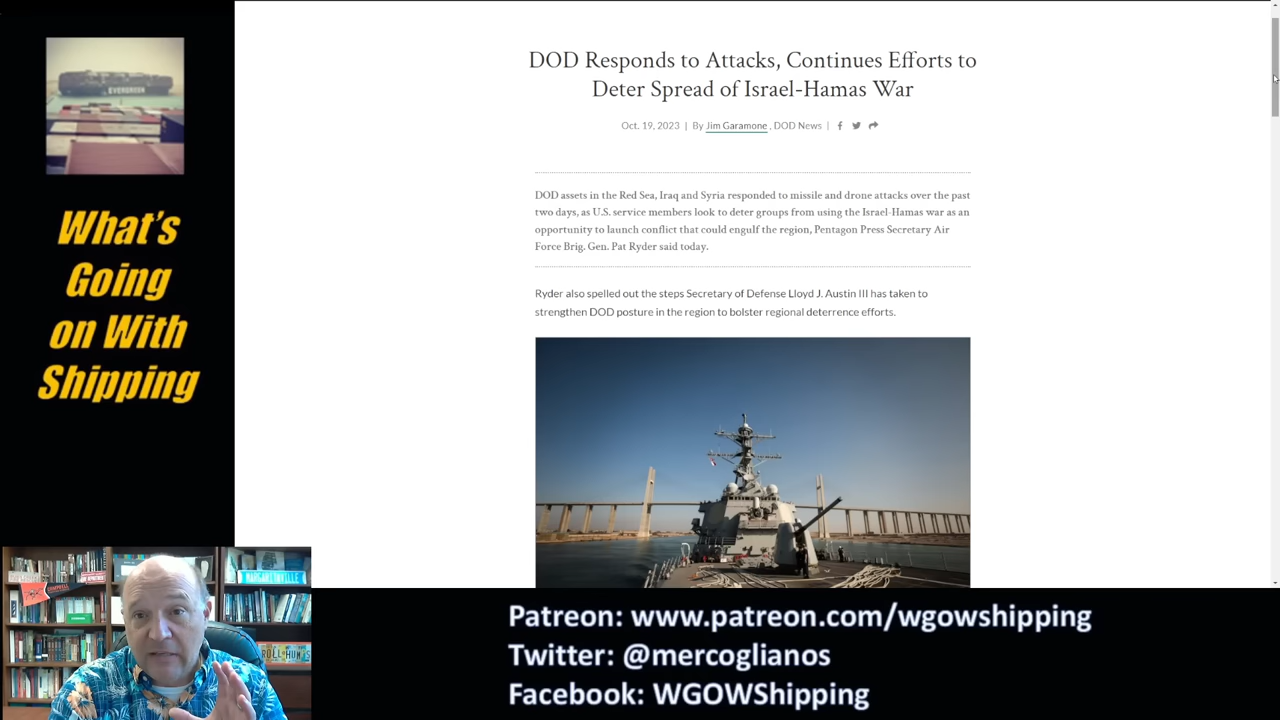 EVERGREEN
What's
Going
on With
Shipping
DOD Responds to Attacks, Continues Efforts to
Deter Spread of Israel-Hamas War
Oct. 19, 2023 | By Jim Garamone , DOD News |
DOD assets in the Red Sea, Iraq and Syria responded to missile and drone attacks over the past
two days, as U.S. service members look to deter groups from using the Israel-Hamas war as an
opportunity to launch conflict that could engulf the region, Pentagon Press Secretary Air
Force Brig. Gen. Pat Ryder said today.
Ryder also spelled out the steps Secretary of Defense Lloyd J. Austin III has taken to
strengthen DOD posture in the region to bolster regional deterrence efforts.
MARGARITAVILLE
Patreon: www.patreon.com/wgowshipping
Twitter: @mercoglianos
Facebook: WGOWShipping